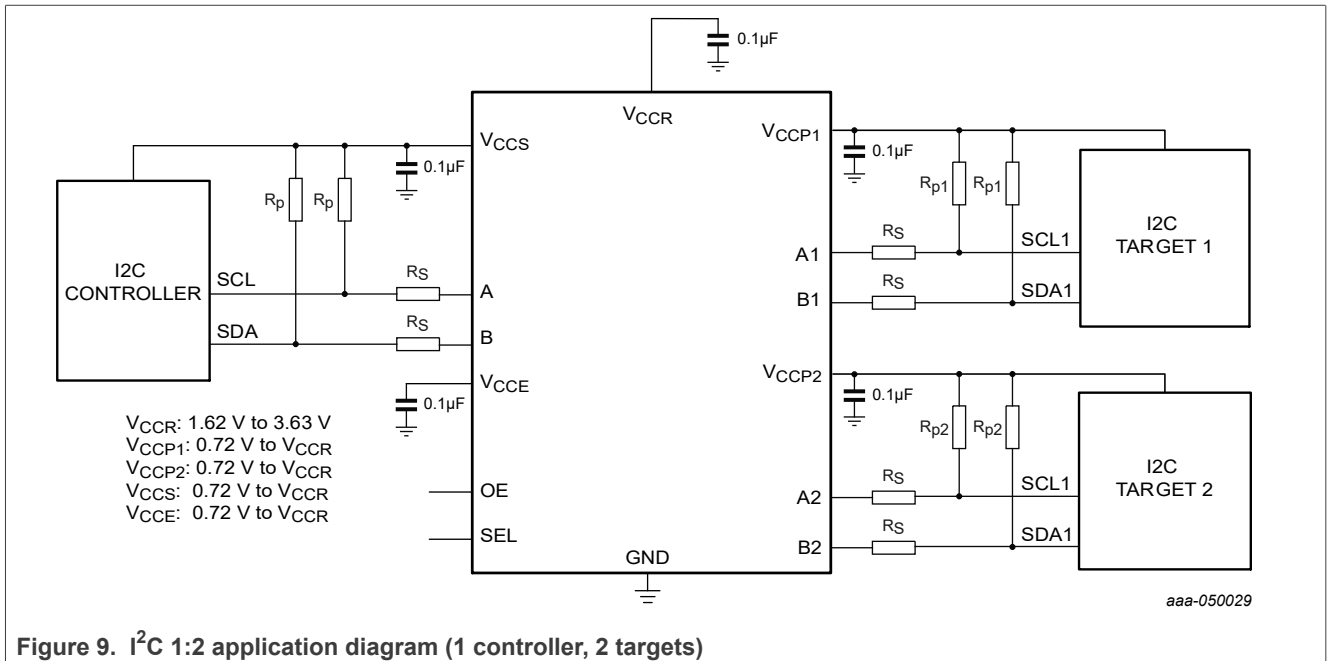 0.1µF
VCCR
VCCS
0.1µF
Rp
Rp
I2C
CONTROLLER
SCL
RS
A
SDA
RS
B
VCCE
0.1µF
VCCR: 1.62 V to 3.63 V
VCCP1: 0.72 V to VCCR
VCCP2: 0.72 V to VCCR
VCCS: 0.72 V to VCCR
VCCE: 0.72 V to VCCR
OE
SEL
GND
VCCP1
0.1µF
Rp1
Rp1
I2C
TARGET 1
A1
RS
SCL1
B1
RS
SDA1
VCCP2
0.1µF
Rp2
Rp2
I2C
TARGET 2
A2
RS
SCL1
B2
RS
SDA1
aaa-050029
Figure 9. I²C 1:2 application diagram (1 controller, 2 targets)